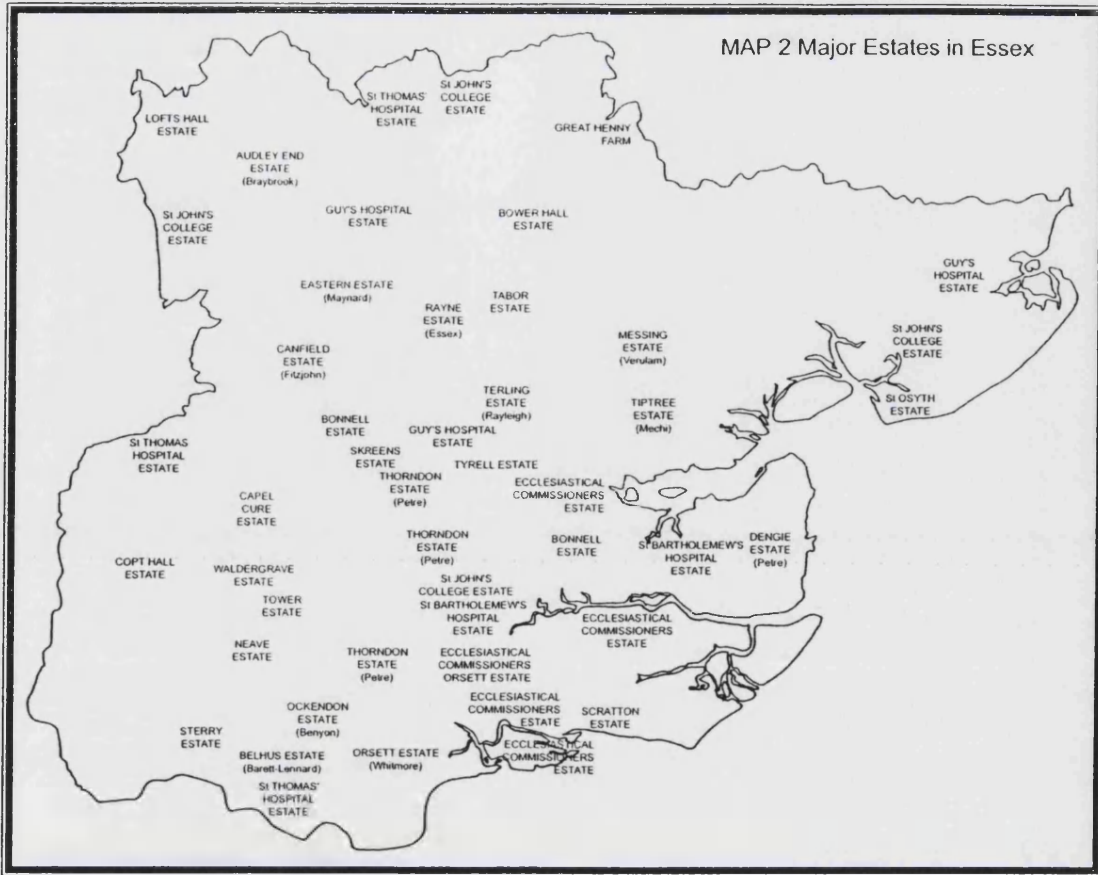 MAP 2 Major Estates in Essex
LOFTS HALL
ESTATE
St THOMAS'
HOSPITAL
ESTATE
St JOHN'S
COLLEGE
ESTATE
GREAT HENNY
FARM
AUDLEY END
ESTATE
(Braybrook)
St JOHN'S
COLLEGE
ESTATE
GUY'S HOSPITAL
ESTATE
BOWER HALL
ESTATE
GUY'S
HOSPITAL
ESTATE
EASTERN ESTATE
(Maynard)
RAYNE
ESTATE
(Essex)
TABOR
ESTATE
CANFIELD
ESTATE
(Fitzjohn)
MESSING
ESTATE
(Verulam)
St JOHN'S
COLLEGE
ESTATE
TERLING
ESTATE
(Rayleigh)
TIPTREE
ESTATE
(Mechi)
St OSYTH
ESTATE
BONNELL
ESTATE
GUY'S HOSPITAL
ESTATE
St THOMAS
HOSPITAL
ESTATE
SKREENS
ESTATE
TYRELL ESTATE
THORNDON
ESTATE
(Petre)
ECCLESIASTICAL
COMMISSIONERS
ESTATE
CAPEL
CURE
ESTATE
THORNDON
ESTATE
(Petre)
BONNELL
ESTATE
St BARTHOLEMEW'S
HOSPITAL
ESTATE
DENGIE
ESTATE
(Petre)
COPT HALL
ESTATE
WALDERGRAVE
ESTATE
St JOHN'S
COLLEGE ESTATE
TOWER
ESTATE
St BARTHOLEMEW'S
HOSPITAL
ESTATE
ECCLESIASTICAL
COMMISSIONERS
ESTATE
NEAVE
ESTATE
THORNDON
ESTATE
(Petre)
ECCLESIASTICAL
COMMISSIONERS
ORSETT ESTATE
ECCLESIASTICAL
COMMISSIONERS
ESTATE
SCRATTON
ESTATE
OCKENDON
ESTATE
(Benyon)
STERRY
ESTATE
BELHUS ESTATE
(Barett-Lennard)
ORSETT ESTATE
(Whitmore)
ECCLESIASTICAL
COMMISSIONERS
ESTATE
St THOMAS'
HOSPITAL
ESTATE